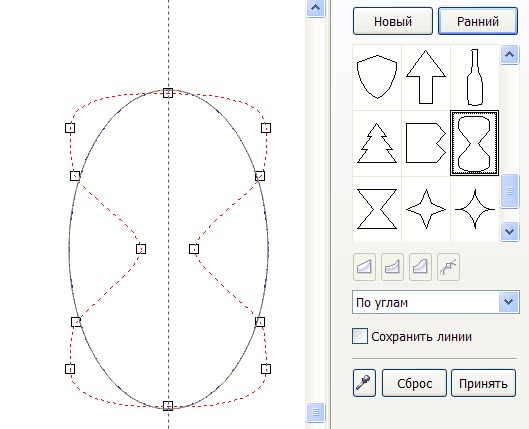 Новый
Ранний
По углам
Сохранить линии
Сброс
Принять